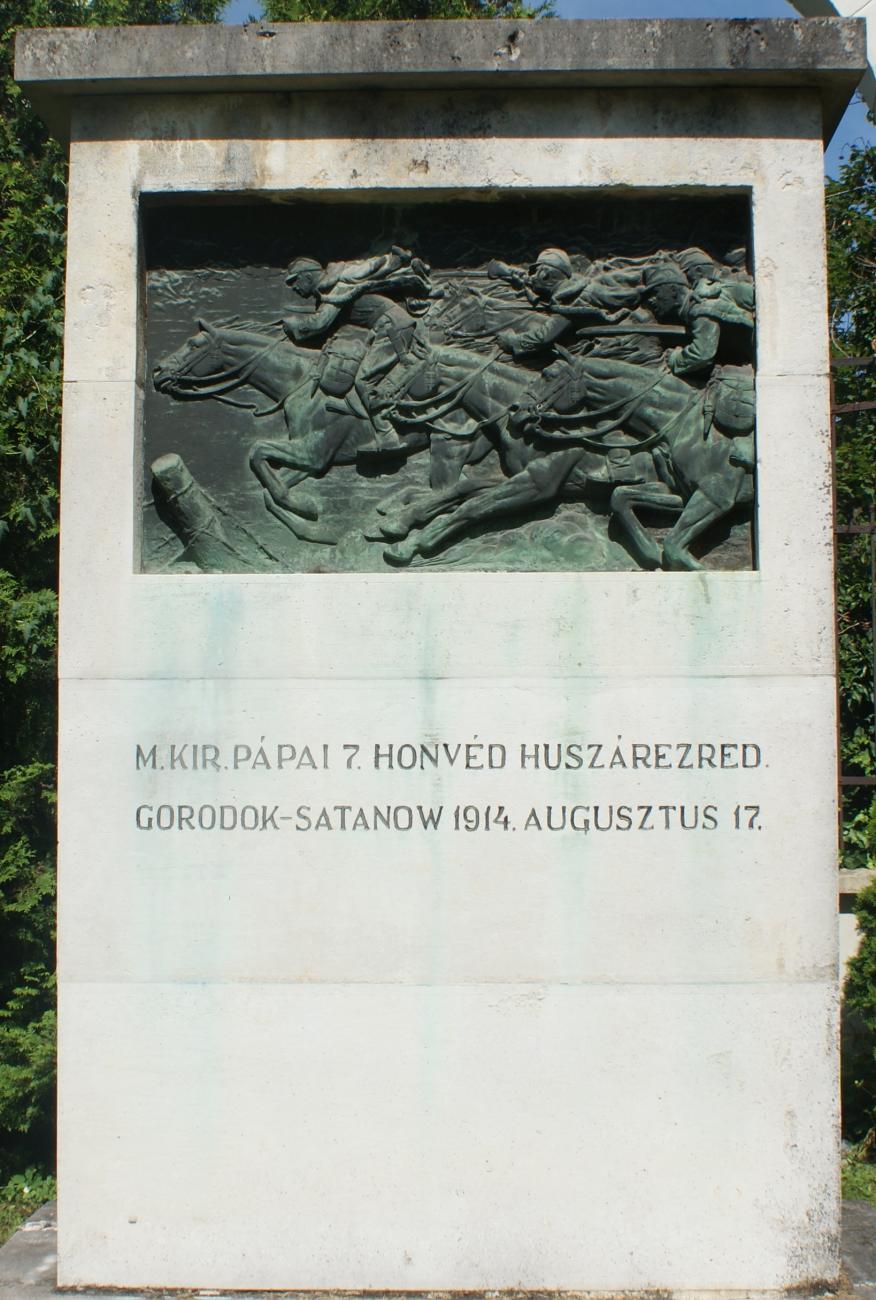 M.KIR.PÁPAI 7. HONVÉD HUSZÁREZRED.
GORODOK-SATANOW 1914. AUGUSZTUS 17.